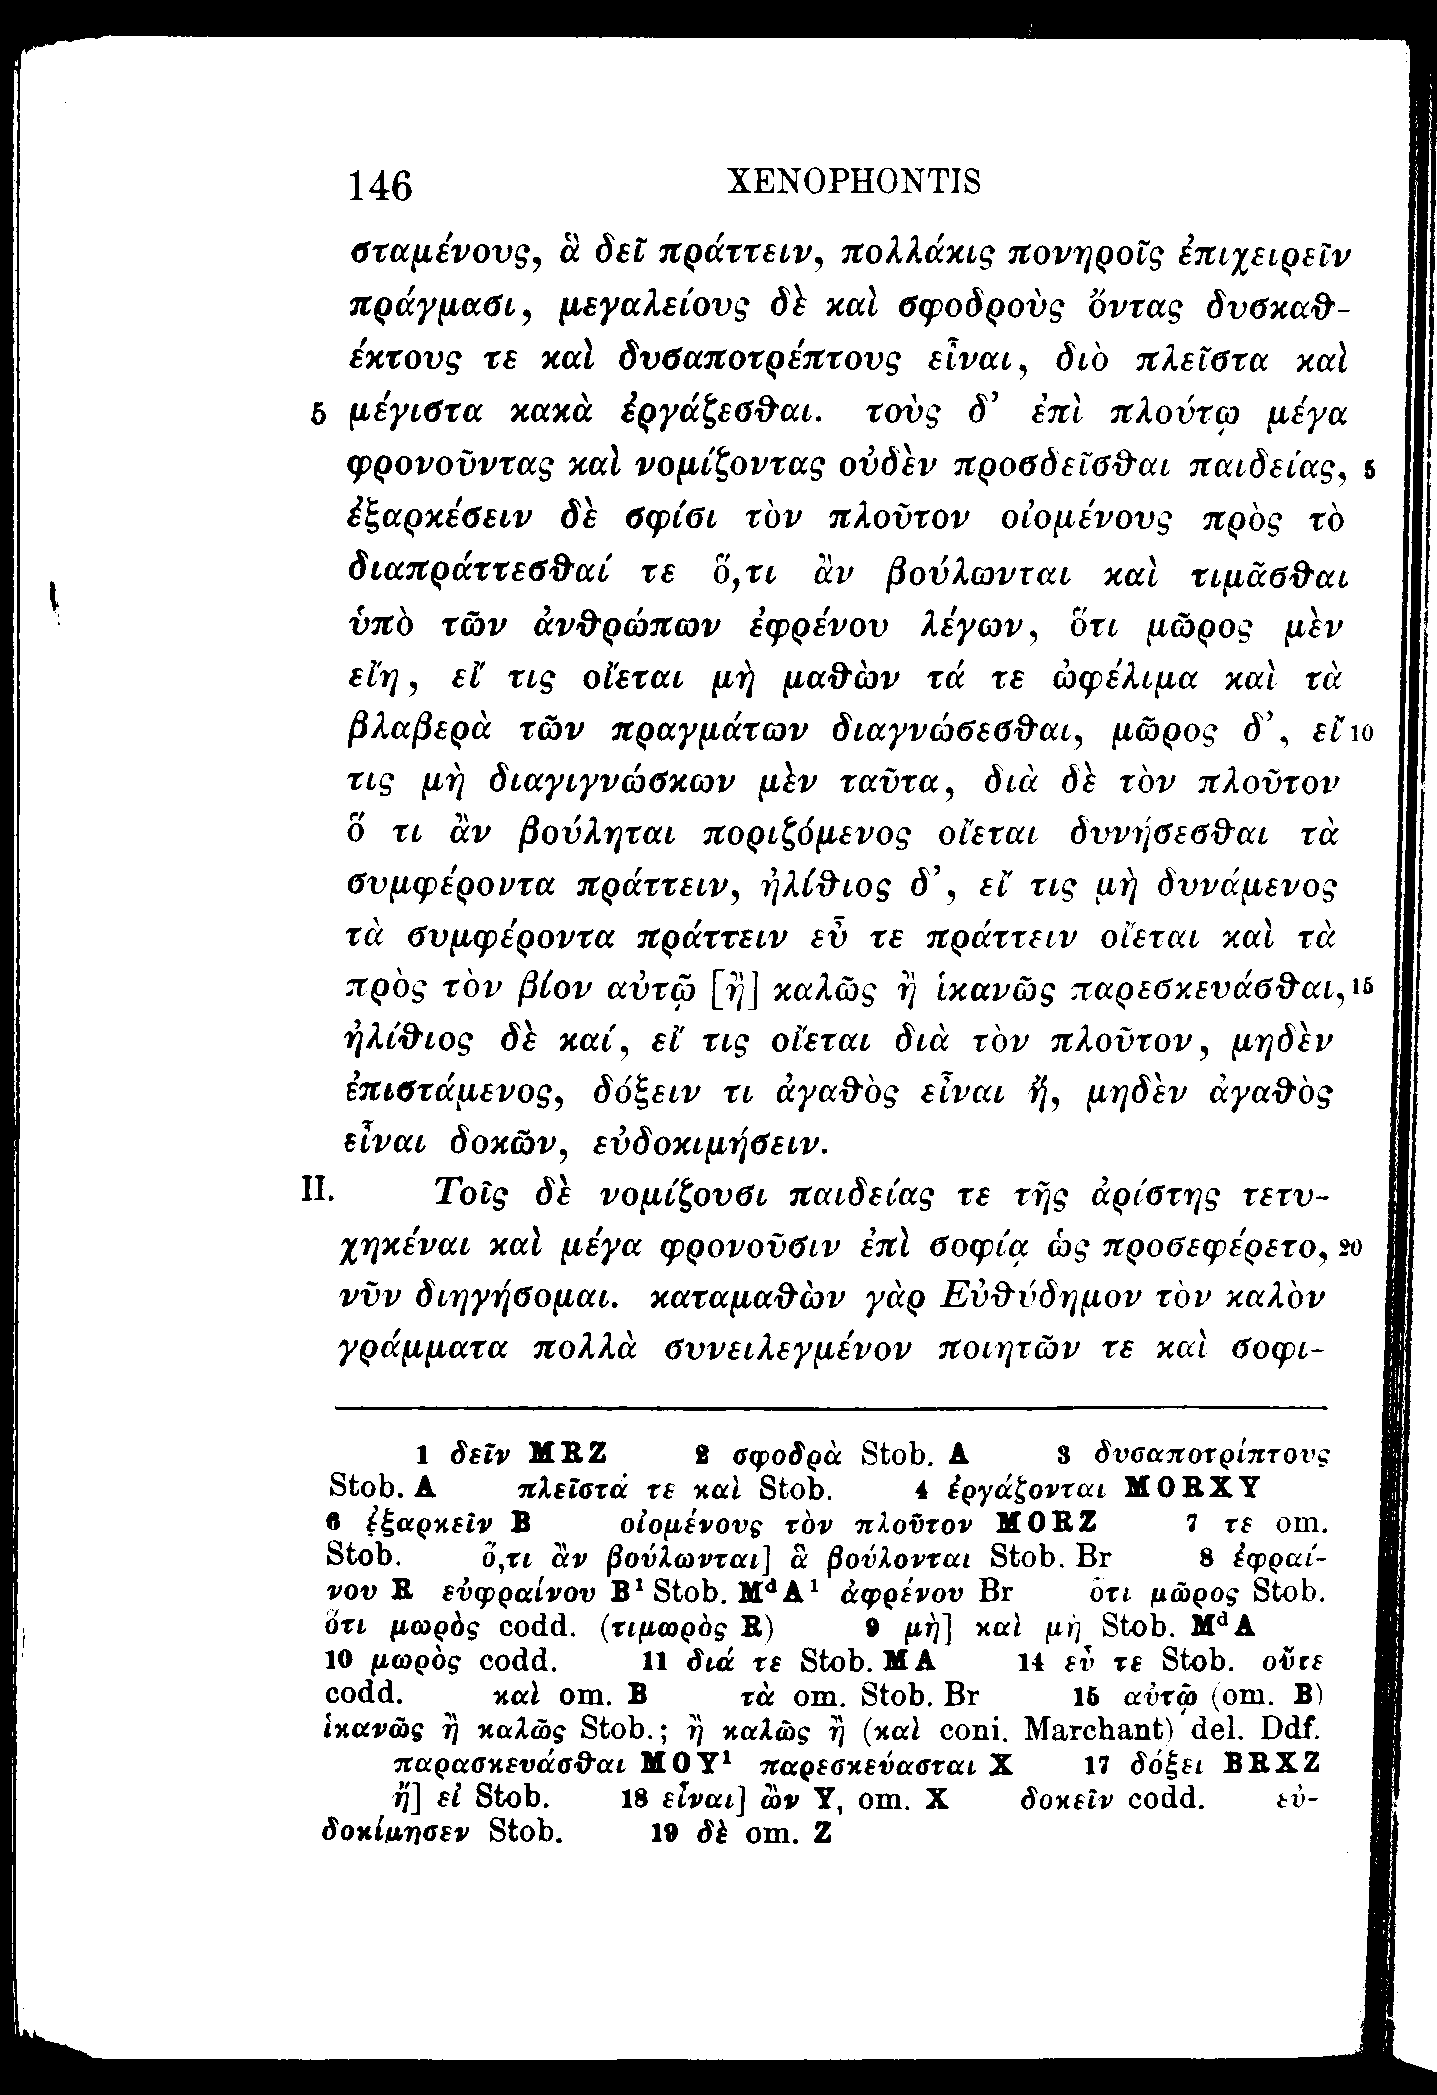 146 XENOPHONTIS
σταμένους, ἃ δεῖ πράττειν, πολλάκις πονηροῖς ἐπιχειρεῖν
πράγμασι, μεγαλείους δὲ καὶ σφοδροὺς ὄντας δυσκαθ-
έκτους τε καὶ δυσαποτρέπτους εἶναι, διὸ πλεῖστα καὶ
5 μέγιστα κακὰ ἐργάζεσθαι. τοὺς δ’ ἐπὶ πλούτῳ μέγα
φρονοῦντας καὶ νομίζοντας οὐδὲν προσδεῖσθαι παιδείας, 5
ἐξαρκέσειν δὲ σφίσι τὸν πλοῦτον οἰομένους πρὸς τὸ
διαπράττεσθαί τε ὅ,τι ἂν βούλωνται καὶ τιμᾶσθαι
ὑπὸ τῶν ἀνθρώπων ἐφρένου λέγων, ὅτι μῶρος μὲν
εἴη, εἴ τις οἴεται μὴ μαθὼν τά τε ὠφέλιμα καὶ τὰ
βλαβερὰ τῶν πραγμάτων διαγνώσεσθαι, μῶρος δ’, εἴ 10
τις μὴ διαγιγνώσκων μὲν ταῦτα, διὰ δὲ τὸν πλοῦτον
ὅ τι ἂν βούληται ποριζόμενος οἴεται δυνήσεσθαι τὰ
συμφέροντα πράττειν, ἠλίθιος δ’, εἴ τις μὴ δυνάμενος
τὰ συμφέροντα πράττειν εὖ τε πράττειν οἴεται καὶ τὰ
πρὸς τὸν βίον αὐτῷ [ἢ] καλῶς ἢ ἱκανῶς παρεσκευάσθαι, 15
ἠλίθιος δὲ καί, εἴ τις οἴεται διὰ τὸν πλοῦτον, μηδὲν
ἐπιστάμενος, δόξειν τι ἀγαθὸς εἶναι ἤ, μηδὲν ἀγαθὸς
εἶναι δοκῶν, εὐδοκιμήσειν.
II. Τοῖς δὲ νομίζουσι παιδείας τε τῆς ἀρίστης τετυ-
χηκέναι καὶ μέγα φρονοῦσιν ἐπὶ σοφίᾳ ὡς προσεφέρετο, 20
νῦν διηγήσομαι. καταμαθὼν γὰρ Εὐθύδημον τὸν καλὸν
γράμματα πολλὰ συνειλεγμένον ποιητῶν τε καὶ σοφι-
1 δεῖν MRZ 2 σφοδρὰ Stob. A 3 δυσαποτρίπτους
Stob. A πλεῖστά τε καὶ Stob. 4 ἐργάζονται MORXY
6 ἐξαρκεῖν B οἰομένους τὸν πλοῦτον MORZ 7 τε om.
Stob. ὅ,τι ἂν βούλωνται] ἃ βούλονται Stob. Br 8 ἐφραί-
νου R εὐφραίνου B¹ Stob. Mᵈ A¹ ἀφρένου Br ὅτι μῶρος Stob.
ὅτι μωρὸς codd. (τιμωρὸς R) 9 μὴ] καὶ μὴ Stob. Mᵈ A
10 μωρὸς codd. 11 διά τε Stob. MA 14 εὖ τε Stob. οὔτε
codd. καὶ om. B τὰ om. Stob. Br 15 αὐτῷ (om. B)
ἱκανῶς ἢ καλῶς Stob.; ἢ καλῶς ἢ (καὶ coni. Marchant) del. Ddf.
παρασκευάσθαι MOY¹ παρεσκεύασται X 17 δόξει BRXZ
ἤ] εἰ Stob. 18 εἶναι] ὢν Y, om. X δοκεῖν codd. εὐ-
δοκίμησεν Stob. 19 δὲ om. Z